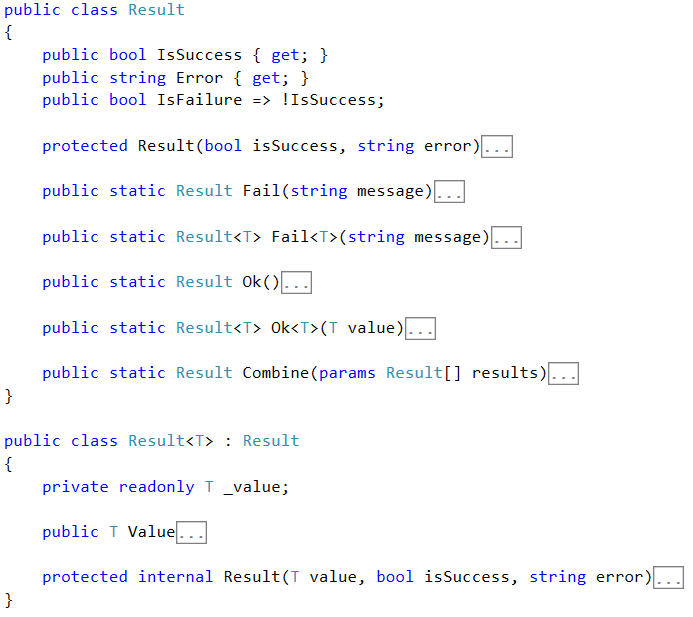 public class Result
{
    public bool IsSuccess { get; }
    public string Error { get; }
    public bool IsFailure => !IsSuccess;
    protected Result(bool isSuccess, string error)...
    public static Result Fail(string message)...
    public static Result<T> Fail<T>(string message)...
    public static Result Ok()...
    public static Result<T> Ok<T>(T value)...
    public static Result Combine(params Result[] results)...
}
public class Result<T> : Result
{
    private readonly T _value;
    public T Value...
    protected internal Result(T value, bool isSuccess, string error)...
}